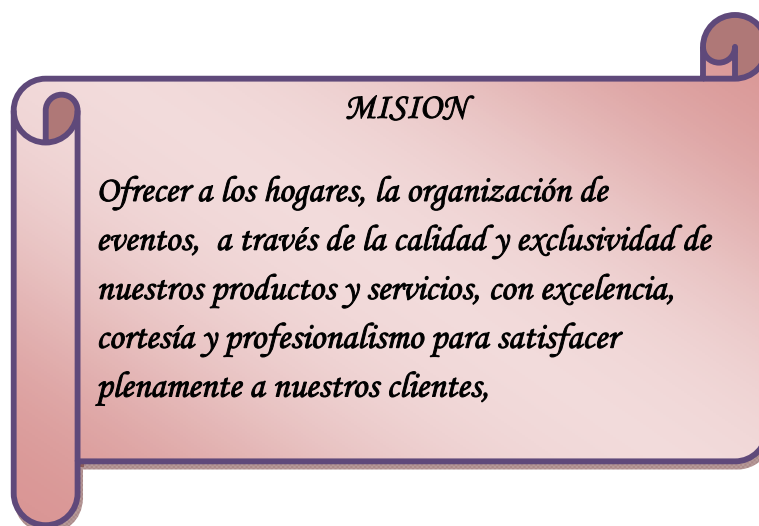 MISION
Ofrecer a los hogares, la organización de
eventos,  a través de la calidad y exclusividad de
nuestros productos y servicios, con excelencia,
cortesía y profesionalismo para satisfacer
plenamente a nuestros clientes,